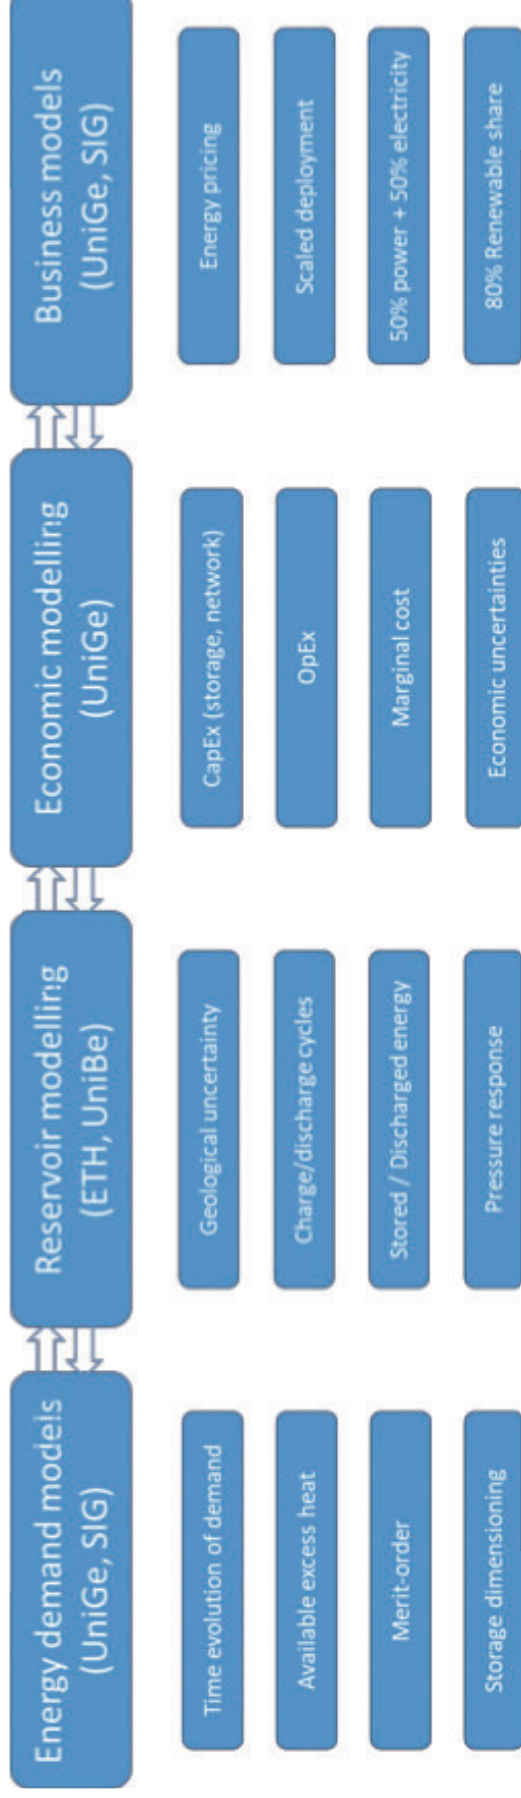 Energy demand models
(UniGe, SIG)
Reservoir modelling
(ETH, UniBe)
Economic modelling
(UniGe)
Business models
(UniGe, SIG)
Time evolution of demand
Geological uncertainty
CapEx (storage, network)
Energy pricing
Available excess heat
Charge/discharge cycles
OpEx
Scaled deployment
Merit-order
Stored / Discharged energy
Marginal cost
50% power + 50% electricity
Storage dimensioning
Pressure response
Economic uncertainties
80% Renewable share